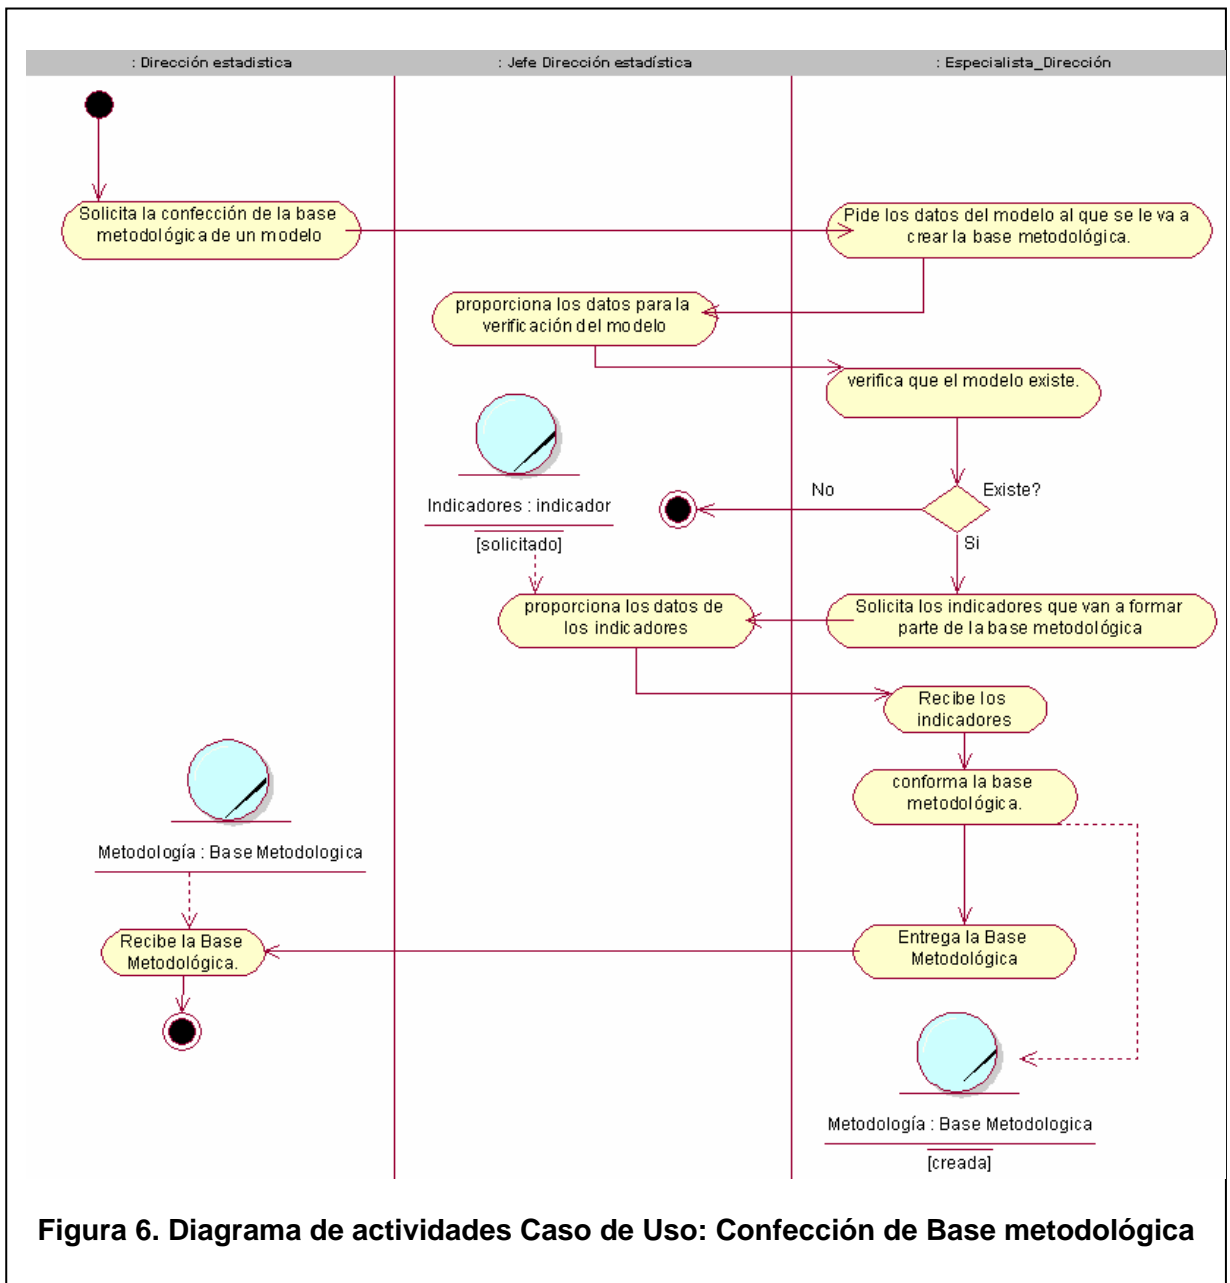 : Dirección estadistica
: Jefe Dirección estadística
: Especialista_Dirección
Solicita la confección de la base
metodológica de un modelo
Pide los datos del modelo al que se le va a
crear la base metodológica.
proporciona los datos para la
verificación del modelo
verifica que el modelo existe.
Existe?
No
Si
Indicadores : indicador
[solicitado]
proporciona los datos de
los indicadores
Solicita los indicadores que van a formar
parte de la base metodológica
Recibe los
indicadores
conforma la base
metodológica.
Metodología : Base Metodologica
Recibe la Base
Metodológica.
Entrega la Base
Metodológica
Metodología : Base Metodologica
[creada]
Figura 6. Diagrama de actividades Caso de Uso: Confección de Base metodológica